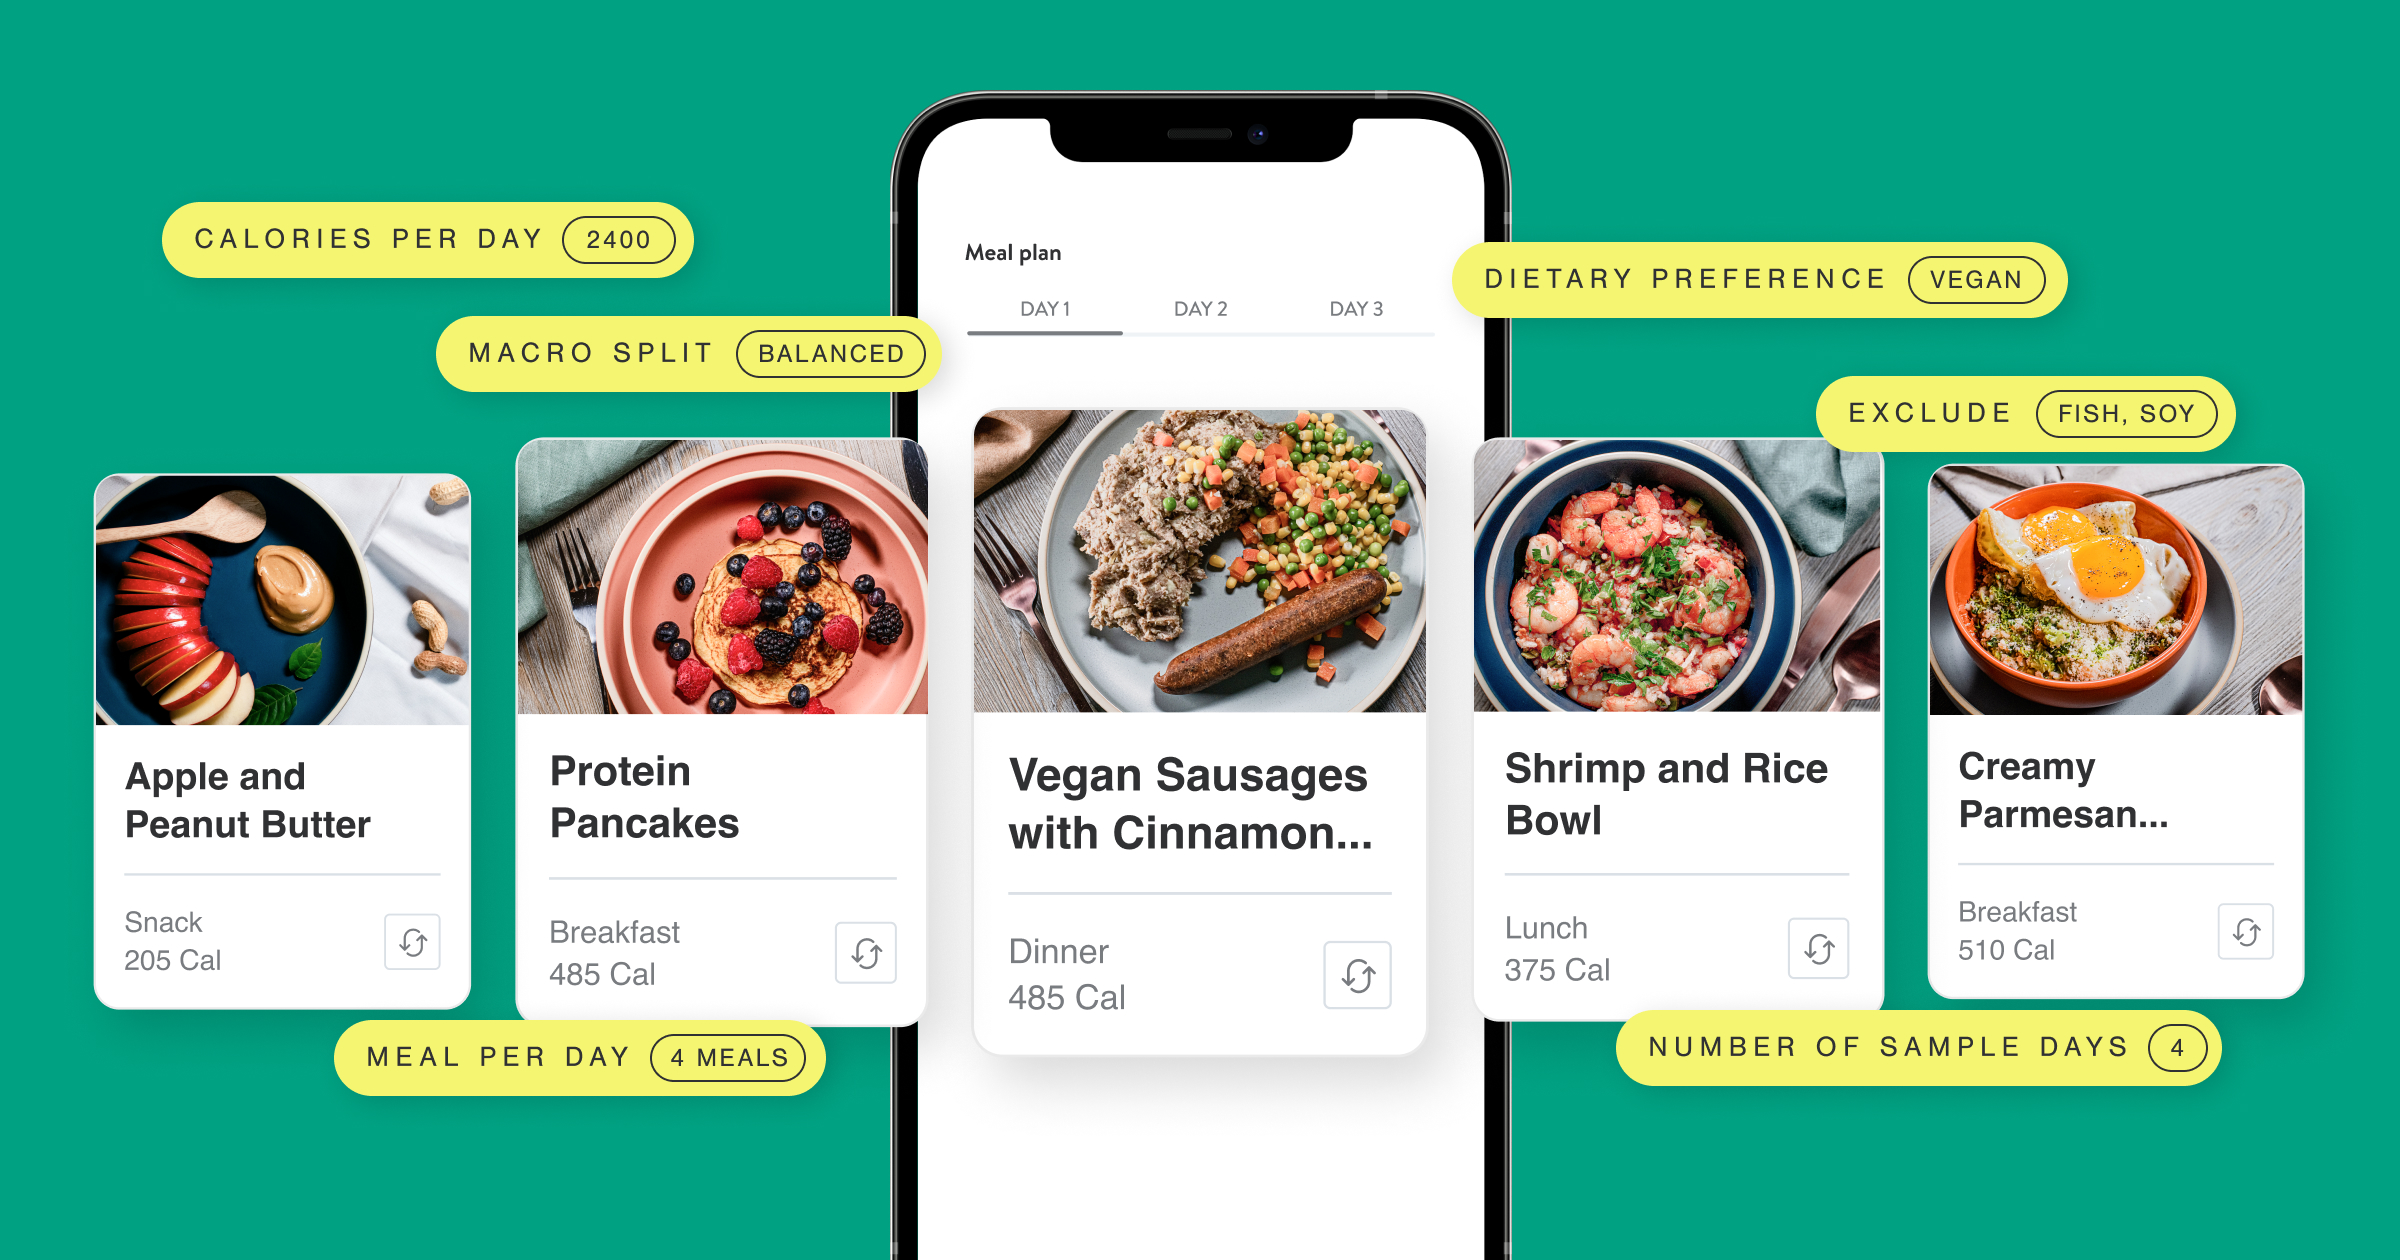 CALORIES PER DAY 2400
MACRO SPLIT BALANCED
Meal plan
DAY 1 DAY 2 DAY 3
DIETARY PREFERENCE VEGAN
EXCLUDE FISH, SOY
Apple and
Peanut Butter
Snack
205 Cal
Protein
Pancakes
Breakfast
485 Cal
Vegan Sausages
with Cinnamon...
Dinner
485 Cal
Shrimp and Rice
Bowl
Lunch
375 Cal
Creamy
Parmesan...
Breakfast
510 Cal
MEAL PER DAY 4 MEALS
NUMBER OF SAMPLE DAYS 4